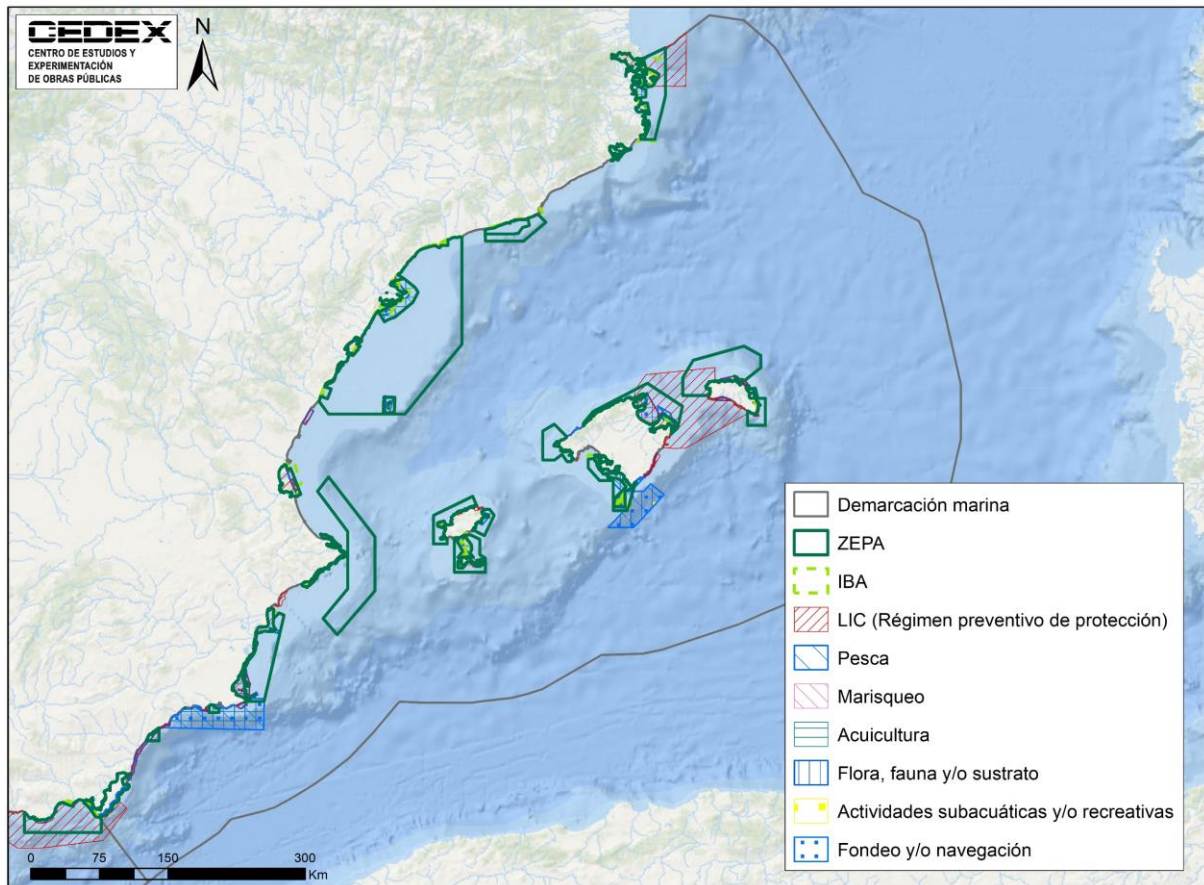 CEDEX
CENTRO DE ESTUDIOS Y
EXPERIMENTACIÓN
DE OBRAS PÚBLICAS
N
Demarcación marina
ZEPA
IBA
LIC (Régimen preventivo de protección)
Pesca
Marisqueo
Acuicultura
Flora, fauna y/o sustrato
Actividades subacuáticas y/o recreativas
Fondeo y/o navegación
0 75 150 300
Km